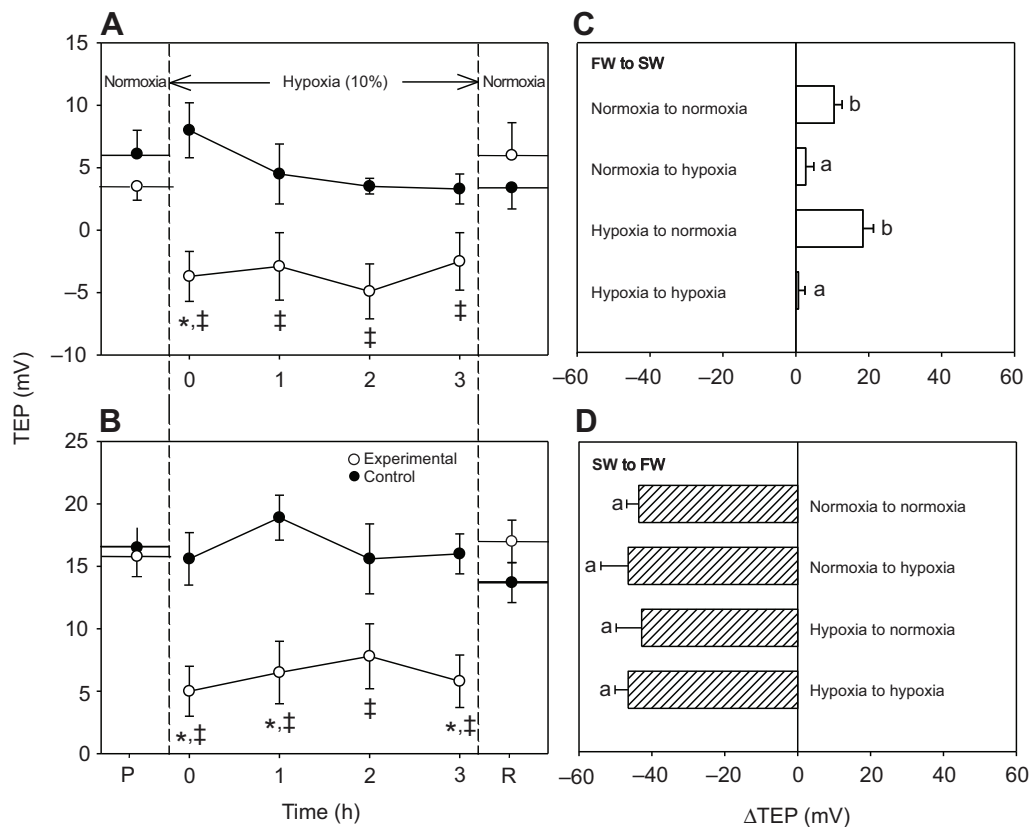 A
15
10
5
0
–5
–10
Normoxia
Hypoxia (10%)
Normoxia
*,‡
‡
‡
‡
0
1
2
3
TEP (mV)
B
25
20
15
10
5
0
Experimental
Control
*,‡
*,‡
‡
*,‡
P
0
1
2
3
R
Time (h)
C
FW to SW
Normoxia to normoxia
b
Normoxia to hypoxia
a
Hypoxia to normoxia
b
Hypoxia to hypoxia
a
–60
–40
–20
0
20
40
60
D
SW to FW
a
Normoxia to normoxia
a
Normoxia to hypoxia
a
Hypoxia to normoxia
a
Hypoxia to hypoxia
–60
–40
–20
0
20
40
60
ΔTEP (mV)